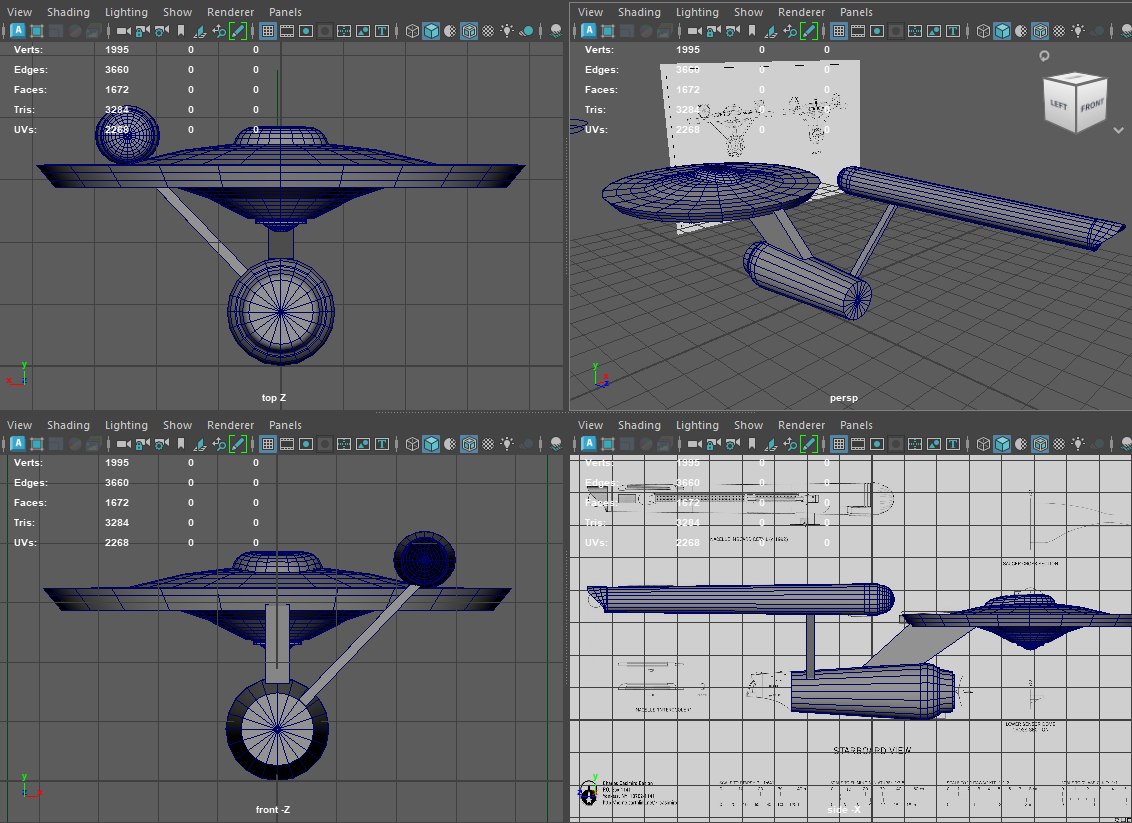 View Shading Lighting Show Renderer Panels
Verts: 1995 0 0
Edges: 3660 0 0
Faces: 1672 0 0
Tris: 3284 0 0
UVs: 2268 0 0
top Z
View Shading Lighting Show Renderer Panels
Verts: 1995 0 0
Edges: 3660 0 0
Faces: 1672 0 0
Tris: 3284 0 0
UVs: 2268 0 0
LEFT FRONT
persp
View Shading Lighting Show Renderer Panels
Verts: 1995 0 0
Edges: 3660 0 0
Faces: 1672 0 0
Tris: 3284 0 0
UVs: 2268 0 0
front -Z
View Shading Lighting Show Renderer Panels
Verts: 1995 0 0
Edges: 3660 0 0
Faces: 1672 0 0
Tris: 3284 0 0
UVs: 2268 0 0
STARBOARD VIEW
side -X